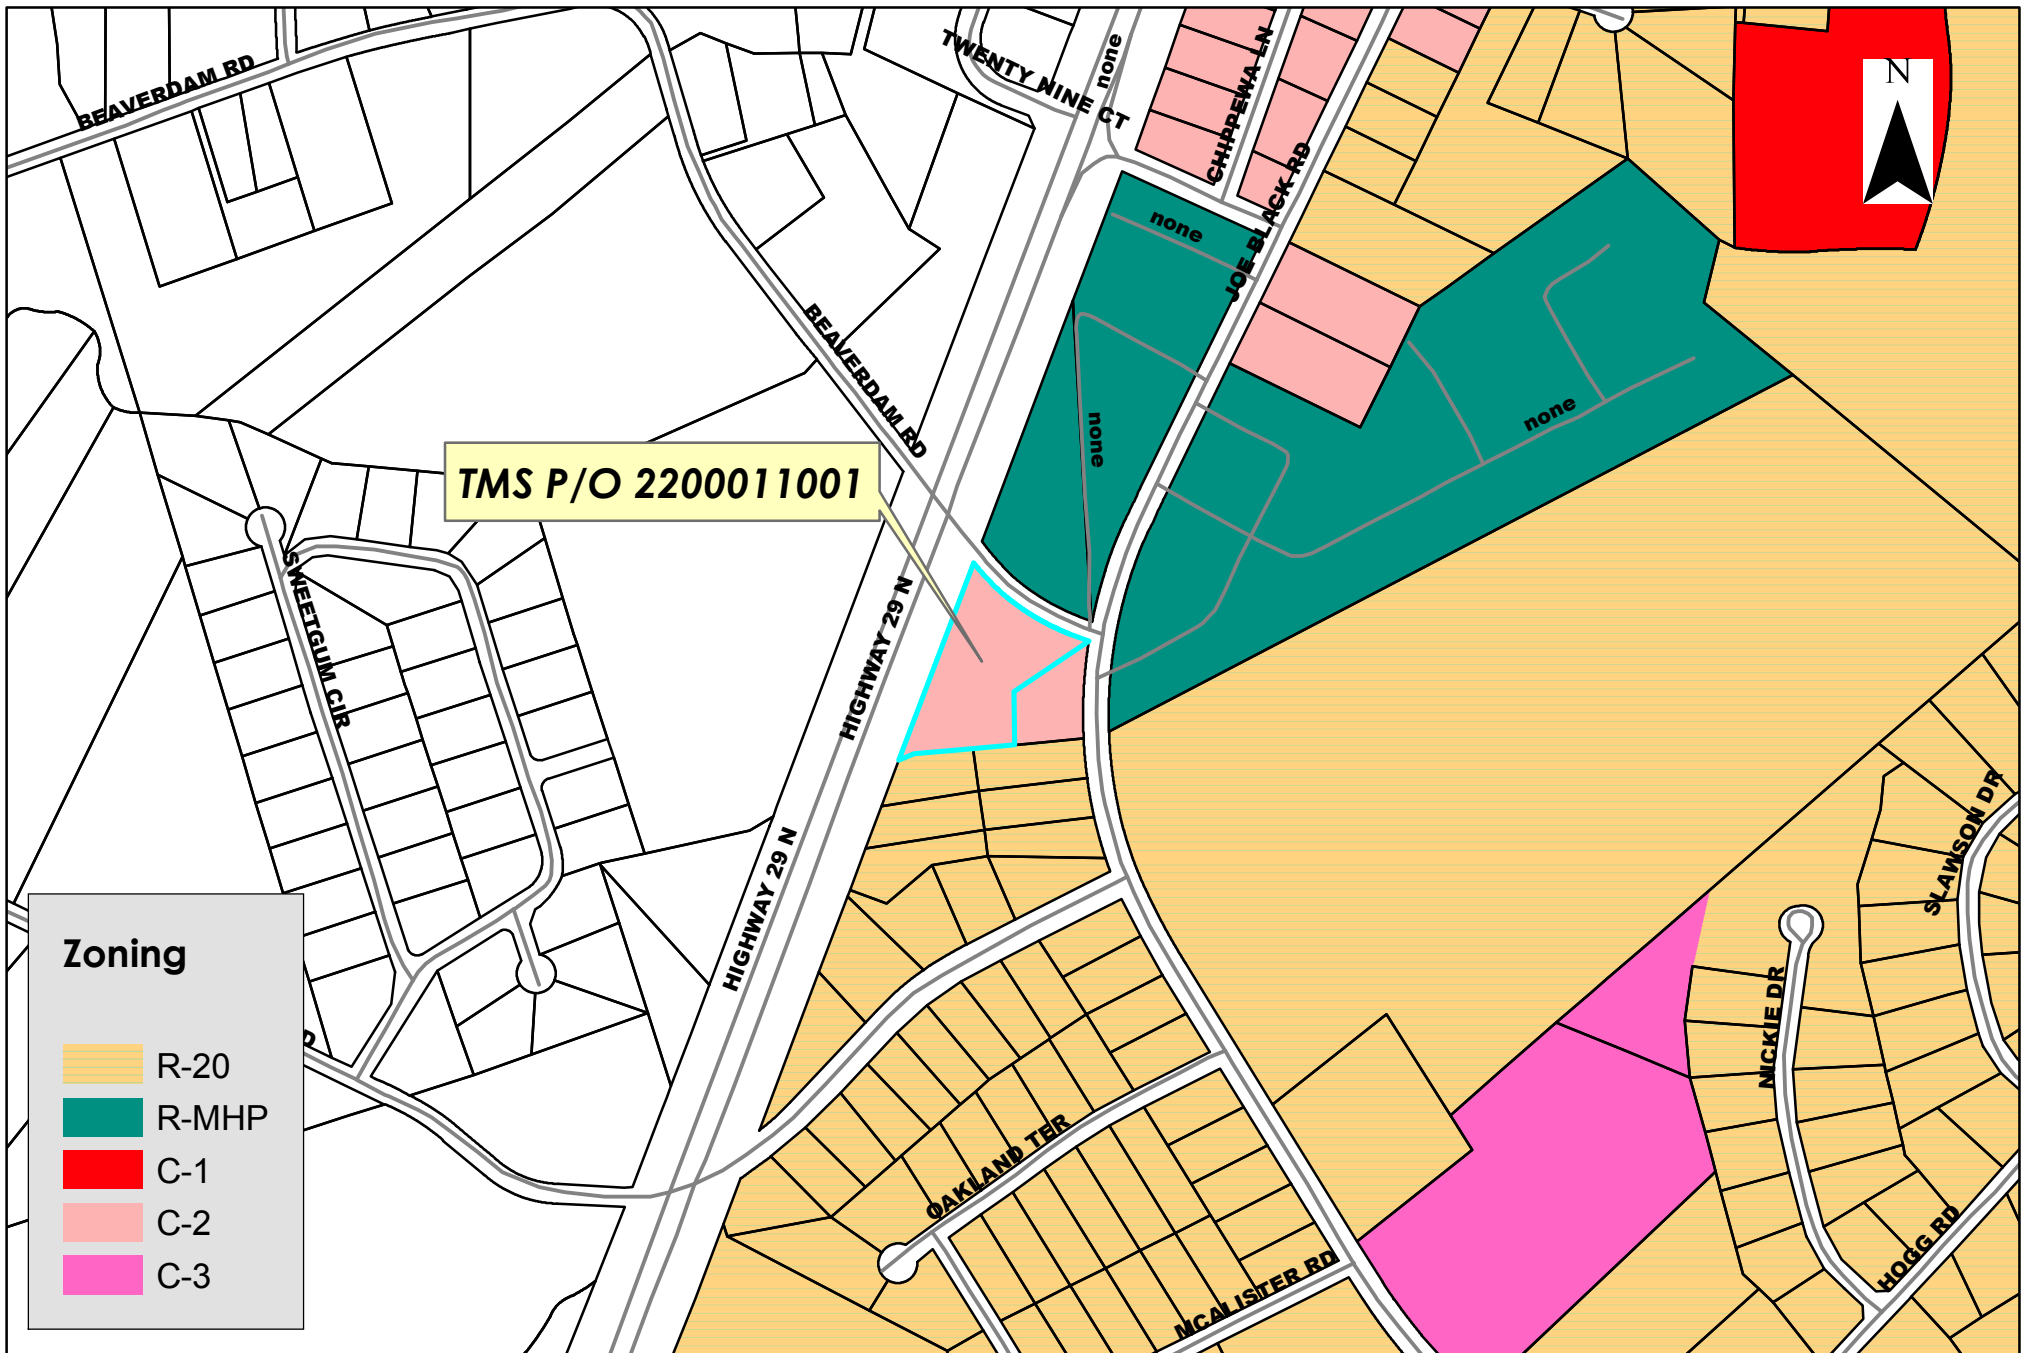 BEAVERDAM RD
TWENTY NINE CT
none
CHIPPEWA LN
N
JOE BLACK RD
none
BEAVERDAM RD
none
none
TMS P/O 2200011001
HIGHWAY 29 N
SWEETGUM CIR
SLAWSON DR
HIGHWAY 29 N
NICKIE DR
OAKLAND TER
HOGG RD
MCALISTER RD
Zoning
R-20
R-MHP
C-1
C-2
C-3